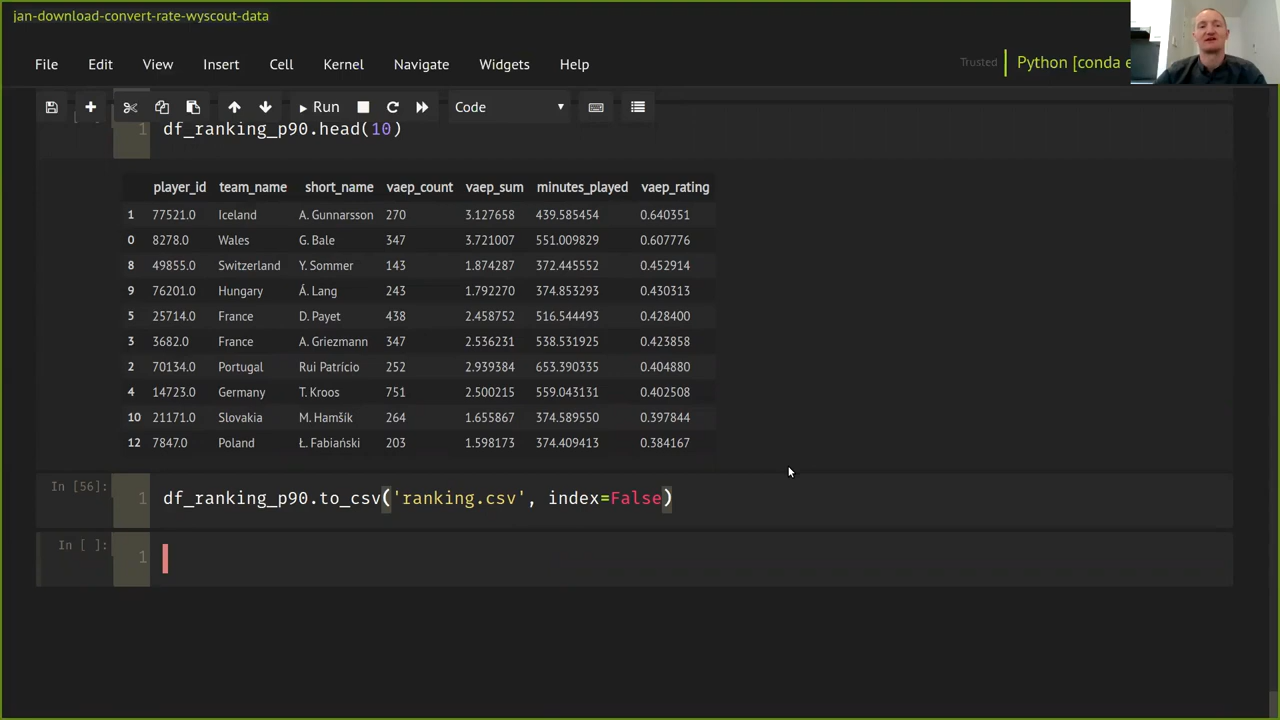 jan-download-convert-rate-wyscout-data
File Edit View Insert Cell Kernel Navigate Widgets Help Trusted Python [conda e
Run Code
1 df_ranking_p90.head(10)
player_id team_name short_name vaep_count vaep_sum minutes_played vaep_rating
1 77521.0 Iceland A. Gunnarsson 270 3.127658 439.585454 0.640351
0 8278.0 Wales G. Bale 347 3.721007 551.009829 0.607776
8 49855.0 Switzerland Y. Sommer 143 1.874287 372.445552 0.452914
9 76201.0 Hungary Á. Lang 243 1.792270 374.853293 0.430313
5 25714.0 France D. Payet 438 2.458752 516.544493 0.428400
3 3682.0 France A. Griezmann 347 2.536231 538.531925 0.423858
2 70134.0 Portugal Rui Patrício 252 2.939384 653.390335 0.404880
4 14723.0 Germany T. Kroos 751 2.500215 559.043131 0.402508
10 21171.0 Slovakia M. Hamšík 264 1.655867 374.589550 0.397844
12 7847.0 Poland Ł. Fabiański 203 1.598173 374.409413 0.384167
In [56]: 1 df_ranking_p90.to_csv('ranking.csv', index=False)
In [ ]: 1